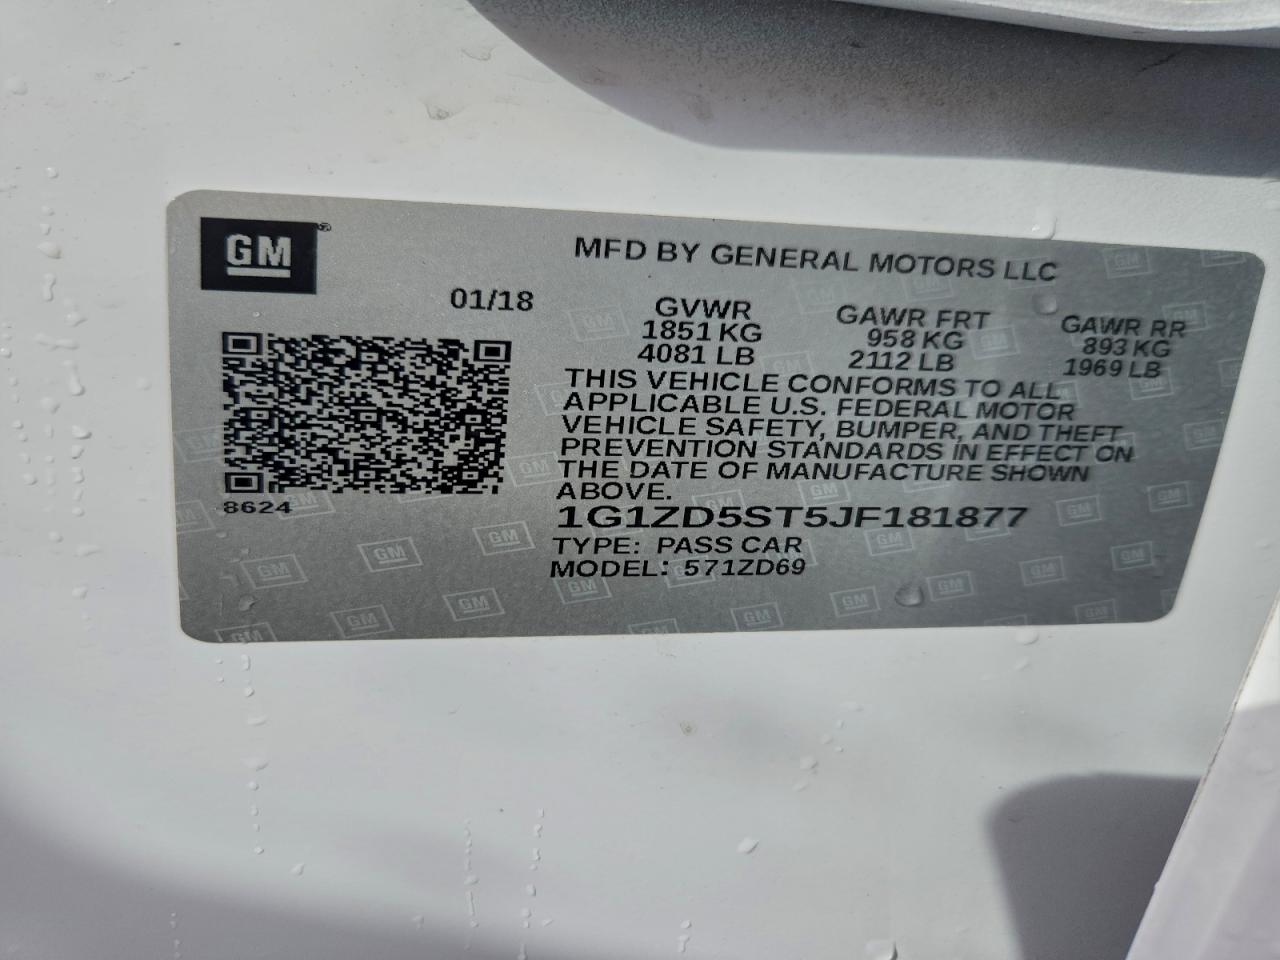 GM
MFD BY GENERAL MOTORS LLC
01/18
GVWR
1851 KG
4081 LB
GAWR FRT
958 KG
2112 LB
GAWR RR
893 KG
1969 LB
THIS VEHICLE CONFORMS TO ALL
APPLICABLE U.S. FEDERAL MOTOR
VEHICLE SAFETY, BUMPER, AND THEFT
PREVENTION STANDARDS IN EFFECT ON
THE DATE OF MANUFACTURE SHOWN
ABOVE.
8624
1G1ZD5ST5JF181877
TYPE: PASS CAR
MODEL: 571ZD69